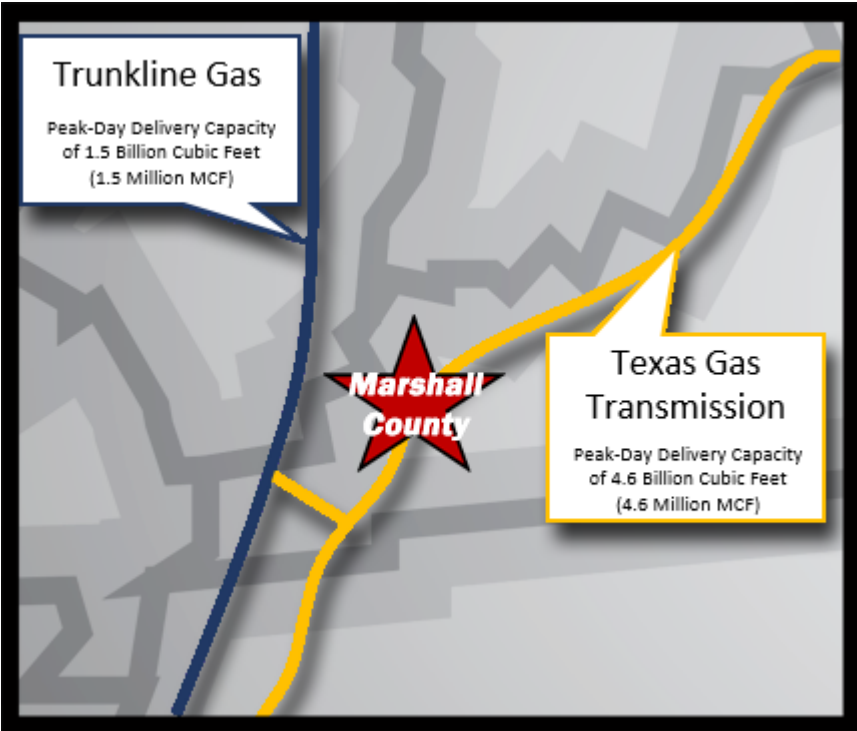 Trunkline Gas
Peak-Day Delivery Capacity
of 1.5 Billion Cubic Feet
(1.5 Million MCF)
Marshall
County
Texas Gas
Transmission
Peak-Day Delivery Capacity
of 4.6 Billion Cubic Feet
(4.6 Million MCF)